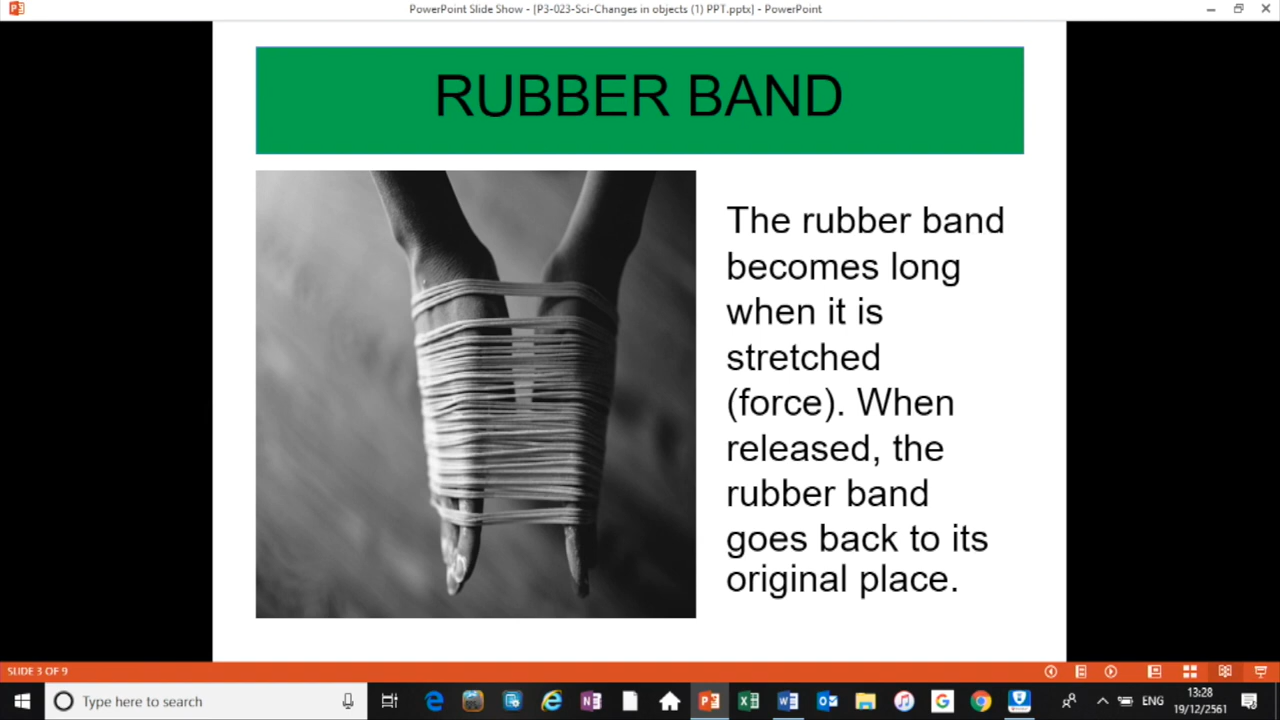 PowerPoint Slide Show - [P3-023-Sci-Changes in objects (1) PPT.pptx] - PowerPoint
RUBBER BAND
The rubber band
becomes long
when it is
stretched
(force). When
released, the
rubber band
goes back to its
original place.
SLIDE 3 OF 9
Type here to search
ENG
13:28
19/12/2561